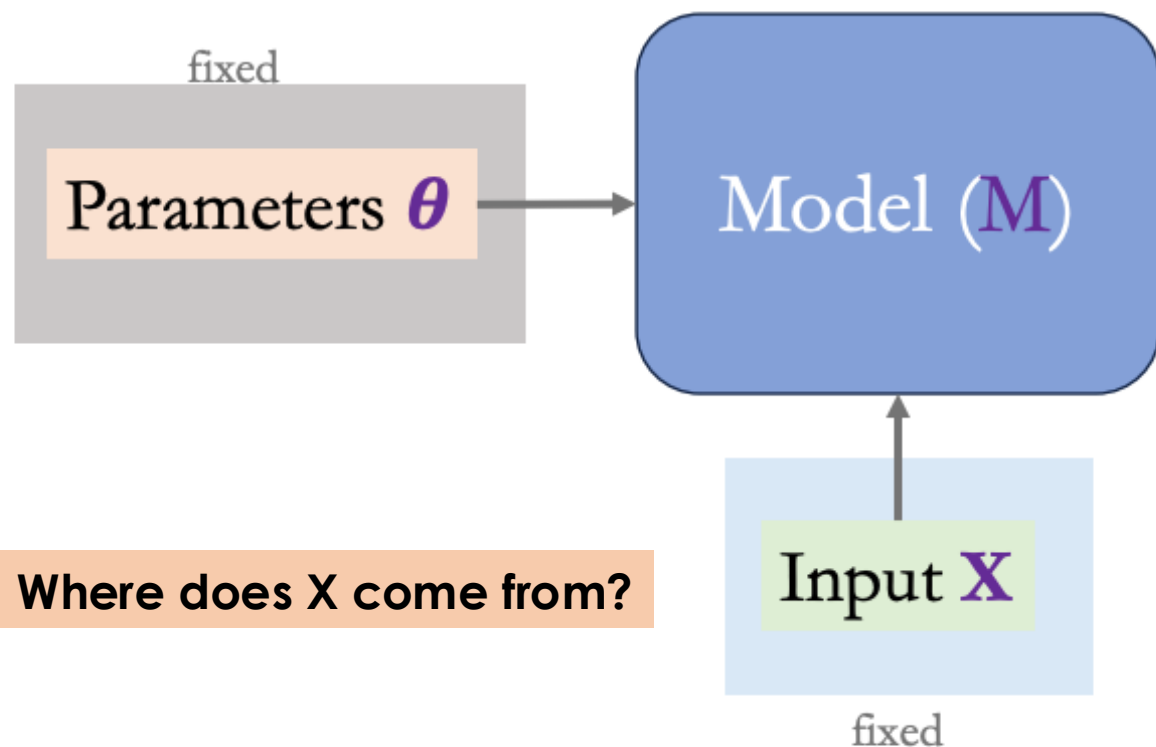 fixed
Parameters θ
Model (M)
Where does X come from?
Input X
fixed